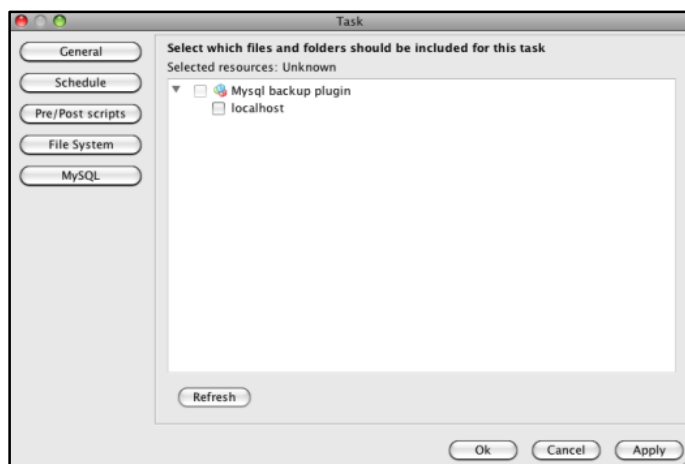 Task
General
Schedule
Pre/Post scripts
File System
MySQL
Select which files and folders should be included for this task
Selected resources: Unknown
Mysql backup plugin
localhost
Refresh
Ok Cancel Apply